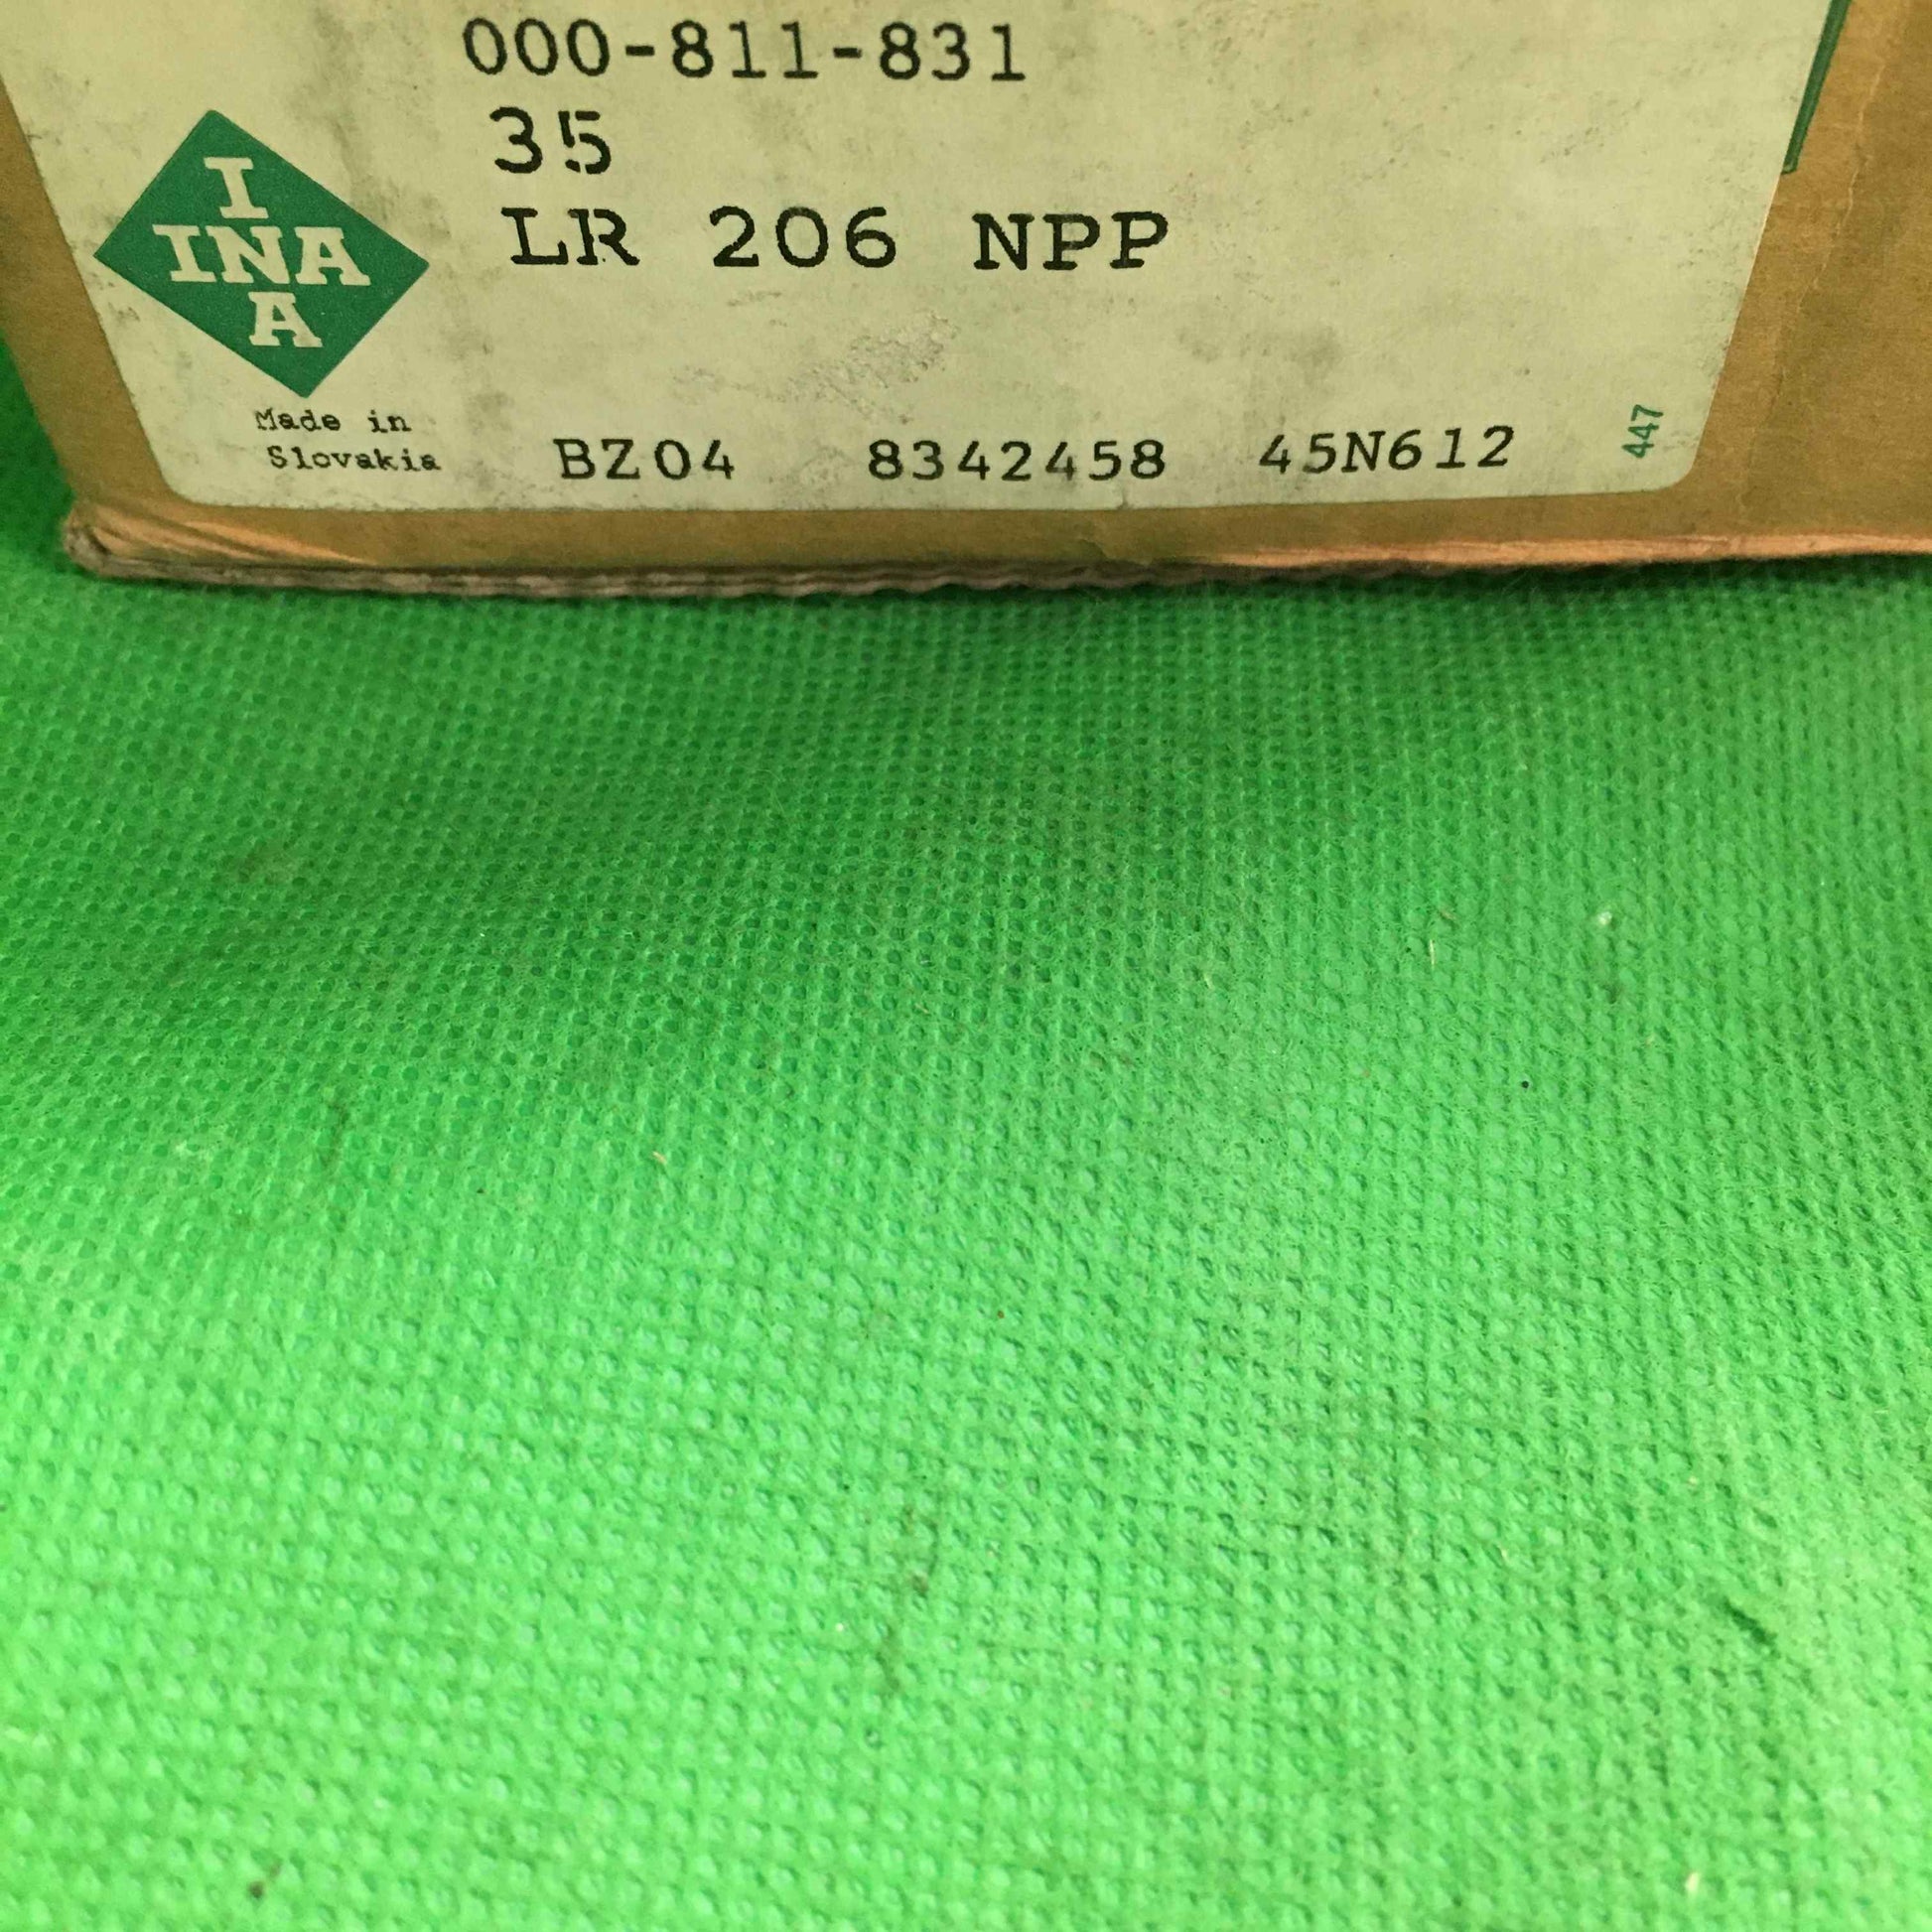 000-811-831
35
LR 206 NPP
I
INA
A
Made in
Slovakia
BZ04 8342458 45N612
447